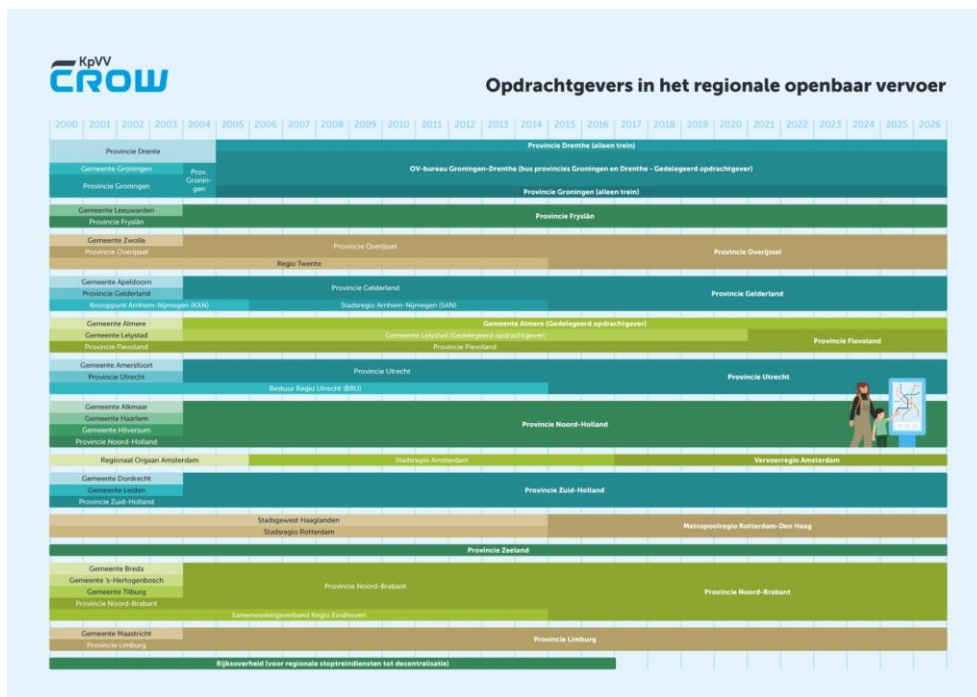 KpVV
CROW
Opdrachtgevers in het regionale openbaar vervoer
2000 2001 2002 2003 2004 2005 2006 2007 2008 2009 2010 2011 2012 2013 2014 2015 2016 2017 2018 2019 2020 2021 2022 2023 2024 2025 2026
Provincie Drente
Provincie Drenthe (alleen trein)
Gemeente Groningen
Provincie Groningen
Prov.
Gronin-
gen
OV-bureau Groningen-Drenthe (bus provincies Groningen en Drenthe - Gedelegeerd opdrachtgever)
Provincie Groningen (alleen trein)
Gemeente Leeuwarden
Provincie Fryslân
Provincie Fryslân
Gemeente Zwolle
Provincie Overijssel
Provincie Overijssel
Regio Twente
Provincie Overijssel
Gemeente Apeldoorn
Provincie Gelderland
Provincie Gelderland
Knooppunt Arnhem-Nijmegen (KAN)
Stadsregio Arnhem-Nijmegen (SAN)
Provincie Gelderland
Gemeente Almere
Gemeente Almere (Gedelegeerd opdrachtgever)
Gemeente Lelystad
Gemeente Lelystad (Gedelegeerd opdrachtgever)
Provincie Flevoland
Provincie Flevoland
Provincie Flevoland
Gemeente Amersfoort
Provincie Utrecht
Provincie Utrecht
Bestuur Regio Utrecht (BRU)
Provincie Utrecht
Gemeente Alkmaar
Gemeente Haarlem
Gemeente Hilversum
Provincie Noord-Holland
Provincie Noord-Holland
Regionaal Orgaan Amsterdam
Stadsregio Amsterdam
Vervoerregio Amsterdam
Gemeente Dordrecht
Gemeente Leiden
Provincie Zuid-Holland
Provincie Zuid-Holland
Stadsgewest Haaglanden
Stadsregio Rotterdam
Metropoolregio Rotterdam-Den Haag
Provincie Zeeland
Gemeente Breda
Gemeente 's-Hertogenbosch
Gemeente Tilburg
Provincie Noord-Brabant
Provincie Noord-Brabant
Samenwerkingsverband Regio Eindhoven
Provincie Noord-Brabant
Gemeente Maastricht
Provincie Limburg
Provincie Limburg
Rijksoverheid (voor regionale stoptreindiensten tot decentralisatie)